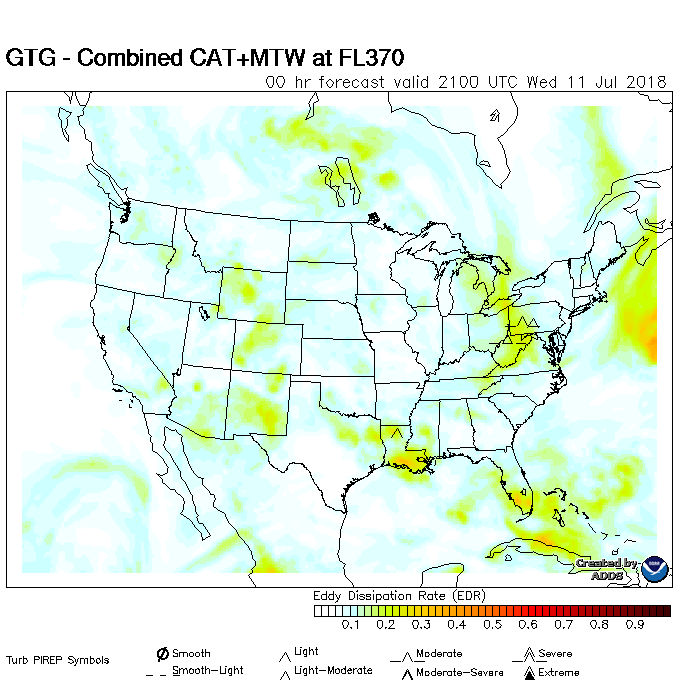 GTG - Combined CAT+MTW at FL370
00 hr forecast valid 2100 UTC Wed 11 Jul 2018
Created by
ADDS
Eddy Dissipation Rate (EDR)
0.1 0.2 0.3 0.4 0.5 0.6 0.7 0.8 0.9
Turb PIREP Symbols
Smooth Light Moderate Severe
Smooth-Light Light-Moderate Moderate-Severe Extreme